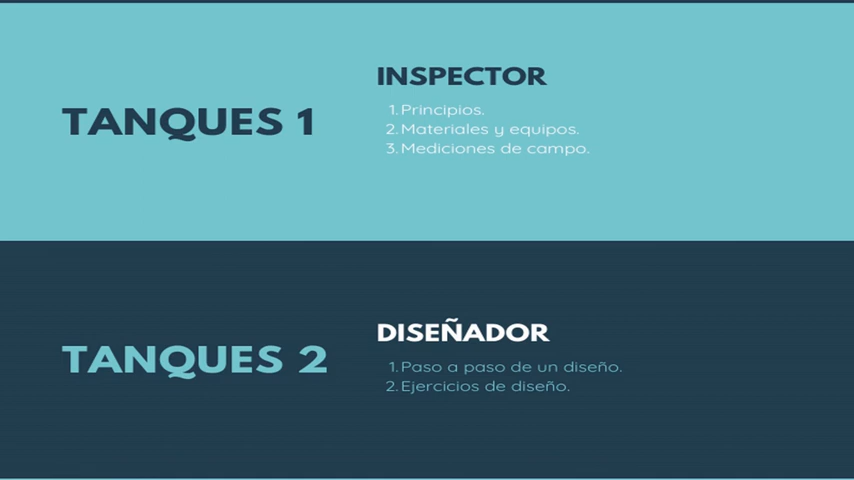 TANQUES 1
INSPECTOR
1. Principios.
2. Materiales y equipos.
3. Mediciones de campo.
TANQUES 2
DISEÑADOR
1. Paso a paso de un diseño.
2. Ejercicios de diseño.